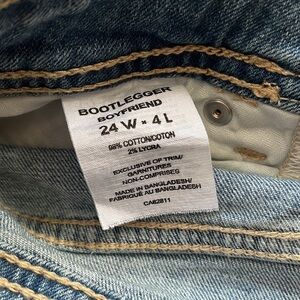 BOOTLEGGER
BOYFRIEND
24 W × 4 L
98% COTTON/COTON
2% LYCRA
EXCLUSIVE OF TRIM/
GARNITURES
NON-COMPRISES
MADE IN BANGLADESH/
FABRIQUÉ AU BANGLADESH
CA62811